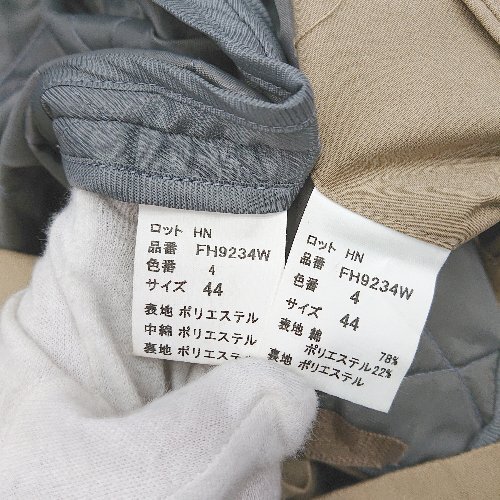 ロット HN
品番 FH9234W
色番 4
サイズ 44
表地 ポリエステル
中綿 ポリエステル
裏地 ポリエステル
ロット HN
品番 FH9234W
色番 4
サイズ 44
表地 綿 78%
ポリエステル22%
裏地 ポリエステル